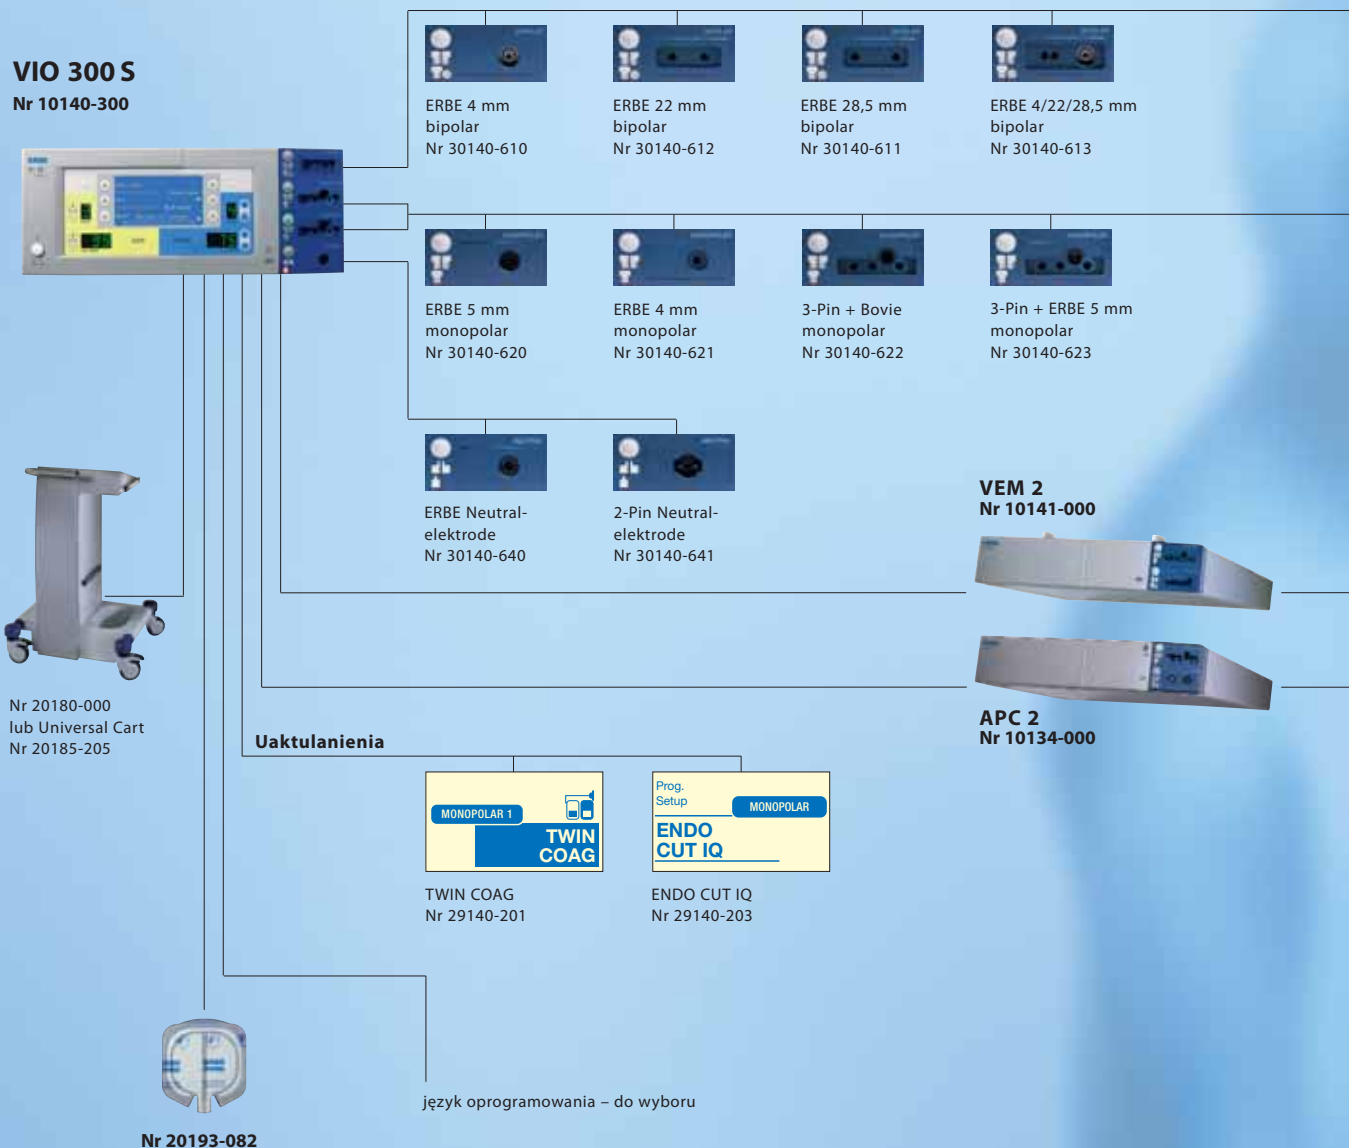 VIO 300 S
Nr 10140-300
ERBE 4 mm
bipolar
Nr 30140-610
ERBE 22 mm
bipolar
Nr 30140-612
ERBE 28,5 mm
bipolar
Nr 30140-611
ERBE 4/22/28,5 mm
bipolar
Nr 30140-613
ERBE 5 mm
monopolar
Nr 30140-620
ERBE 4 mm
monopolar
Nr 30140-621
3-Pin + Bovie
monopolar
Nr 30140-622
3-Pin + ERBE 5 mm
monopolar
Nr 30140-623
ERBE Neutral-
elektrode
Nr 30140-640
2-Pin Neutral-
elektrode
Nr 30140-641
VEM 2
Nr 10141-000
APC 2
Nr 10134-000
Nr 20180-000
lub Universal Cart
Nr 20185-205
Uaktulanienia
MONOPOLAR 1
TWIN
COAG
TWIN COAG
Nr 29140-201
Prog.
Setup
MONOPOLAR
ENDO
CUT IQ
ENDO CUT IQ
Nr 29140-203
język oprogramowania – do wyboru
Nr 20193-082